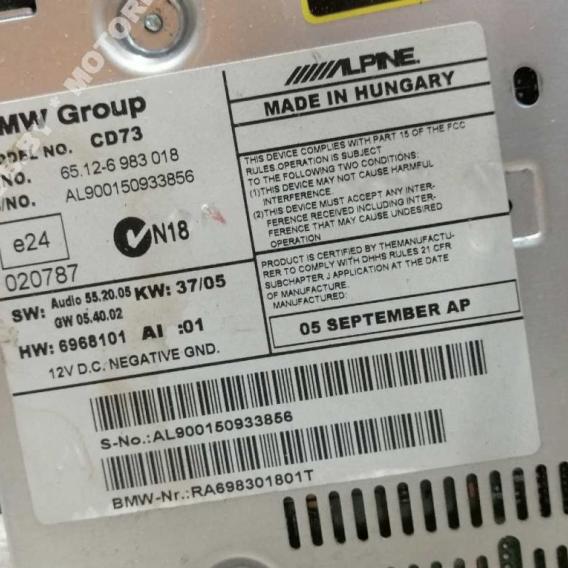 MW Group
ODEL NO. CD73
NO. 65.12-6 983 018
S/NO. AL900150933856
e24
N18
020787
SW: Audio 55.20.05 KW: 37/05
GW 05.40.02
HW: 6968101 AI :01
12V D.C. NEGATIVE GND.
ALPINE
MADE IN HUNGARY
THIS DEVICE COMPLIES WITH PART 15 OF THE FCC
RULES.OPERATION IS SUBJECT
TO THE FOLLOWING TWO CONDITIONS:
(1)THIS DEVICE MAY NOT CAUSE HARMFUL
INTERFERENCE
(2)THIS DEVICE MUST ACCEPT ANY INTER-
FERENCE RECEIVED INCLUDING INTER-
FERENCE THAT MAY CAUSE UNDESIRED
OPERATION
PRODUCT IS CERTIFIED BY THEMANUFACTU-
RER TO COMPLY WITH DHHS RULES 21 CFR
SUBCHAPTER J APPLICATION AT THE DATE
OF MANUFACTURE.
MANUFACTURED:
05 SEPTEMBER AP
S-No.:AL900150933856
BMW-Nr.:RA698301801T